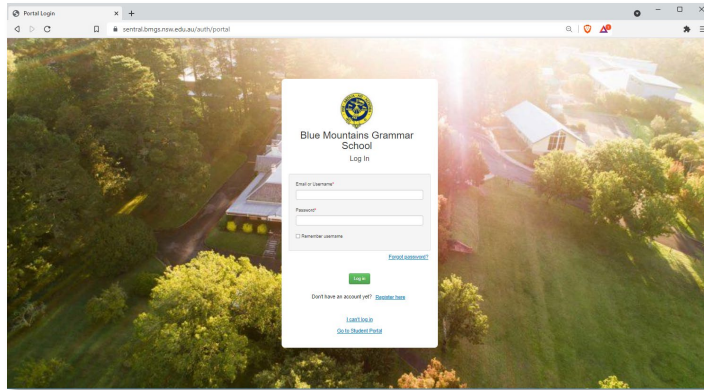 Portal Login
sentral.bmgs.nsw.edu.au/auth/portal
Blue Mountains Grammar
School
Log In
Email or Username*
Password*
Remember username
Forgot password?
Log in
Don't have an account yet? Register here
I can't log in
Go to Student Portal